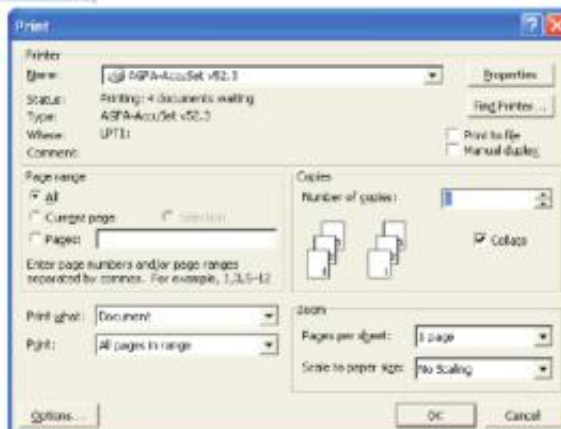 Print
Printer
Name: AGFA-AccuSet v52.3 Properties
Status: Printing: 4 documents waiting Find Printer...
Type: AGFA-AccuSet v52.3
Where: LPT1: Print to file
Comment: Manual duplex
Page range
All
Current page Selection
Pages:
Enter page numbers and/or page ranges
separated by commas. For example, 1,3,5-12
Copies
Number of copies:
Collate
Print what: Document
Print: All pages in range
Zoom
Pages per sheet: 1 page
Scale to paper size: No Scaling
Options... OK Cancel